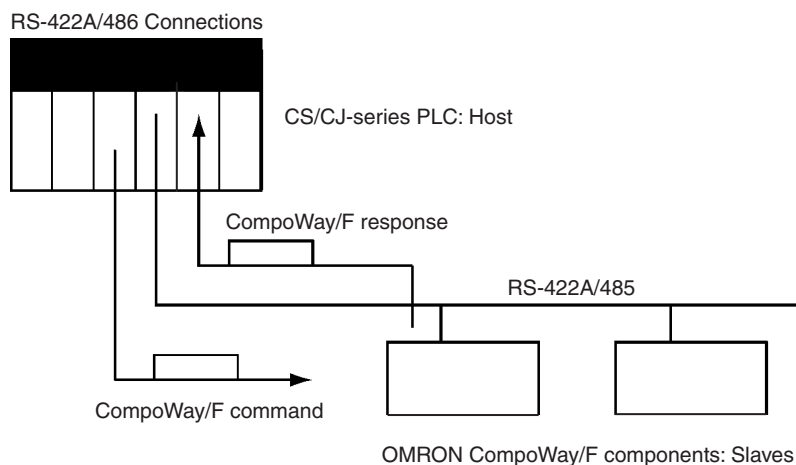 RS-422A/486 Connections
CS/CJ-series PLC: Host
CompoWay/F response
RS-422A/485
CompoWay/F command
OMRON CompoWay/F components: Slaves